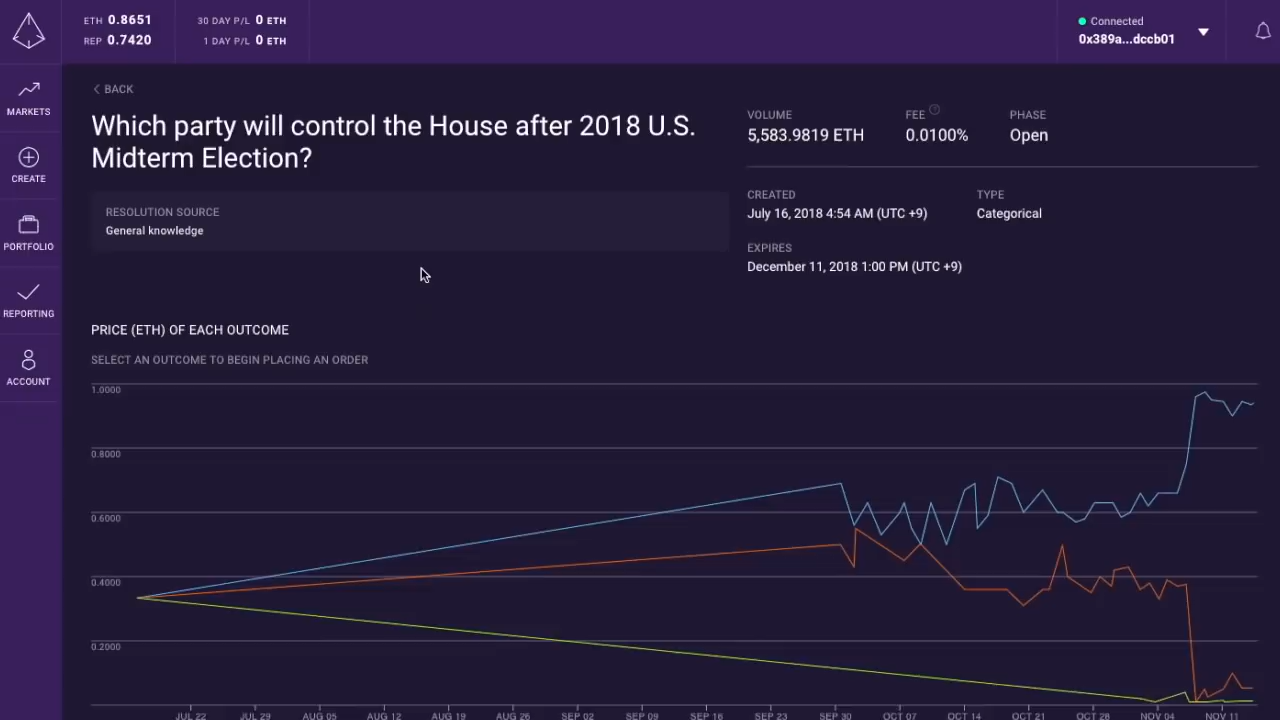 ETH 0.8651
REP 0.7420
30 DAY P/L 0 ETH
1 DAY P/L 0 ETH
Connected
0x389a...dccb01
MARKETS
CREATE
PORTFOLIO
REPORTING
ACCOUNT
BACK
Which party will control the House after 2018 U.S.
Midterm Election?
RESOLUTION SOURCE
General knowledge
VOLUME
5,583.9819 ETH
FEE
0.0100%
PHASE
Open
CREATED
July 16, 2018 4:54 AM (UTC +9)
TYPE
Categorical
EXPIRES
December 11, 2018 1:00 PM (UTC +9)
PRICE (ETH) OF EACH OUTCOME
SELECT AN OUTCOME TO BEGIN PLACING AN ORDER
1.0000
0.8000
0.6000
0.4000
0.2000
JUL 22 JUL 29 AUG 05 AUG 12 AUG 19 AUG 26 SEP 02 SEP 09 SEP 16 SEP 23 SEP 30 OCT 07 OCT 14 OCT 21 OCT 28 NOV 04 NOV 11